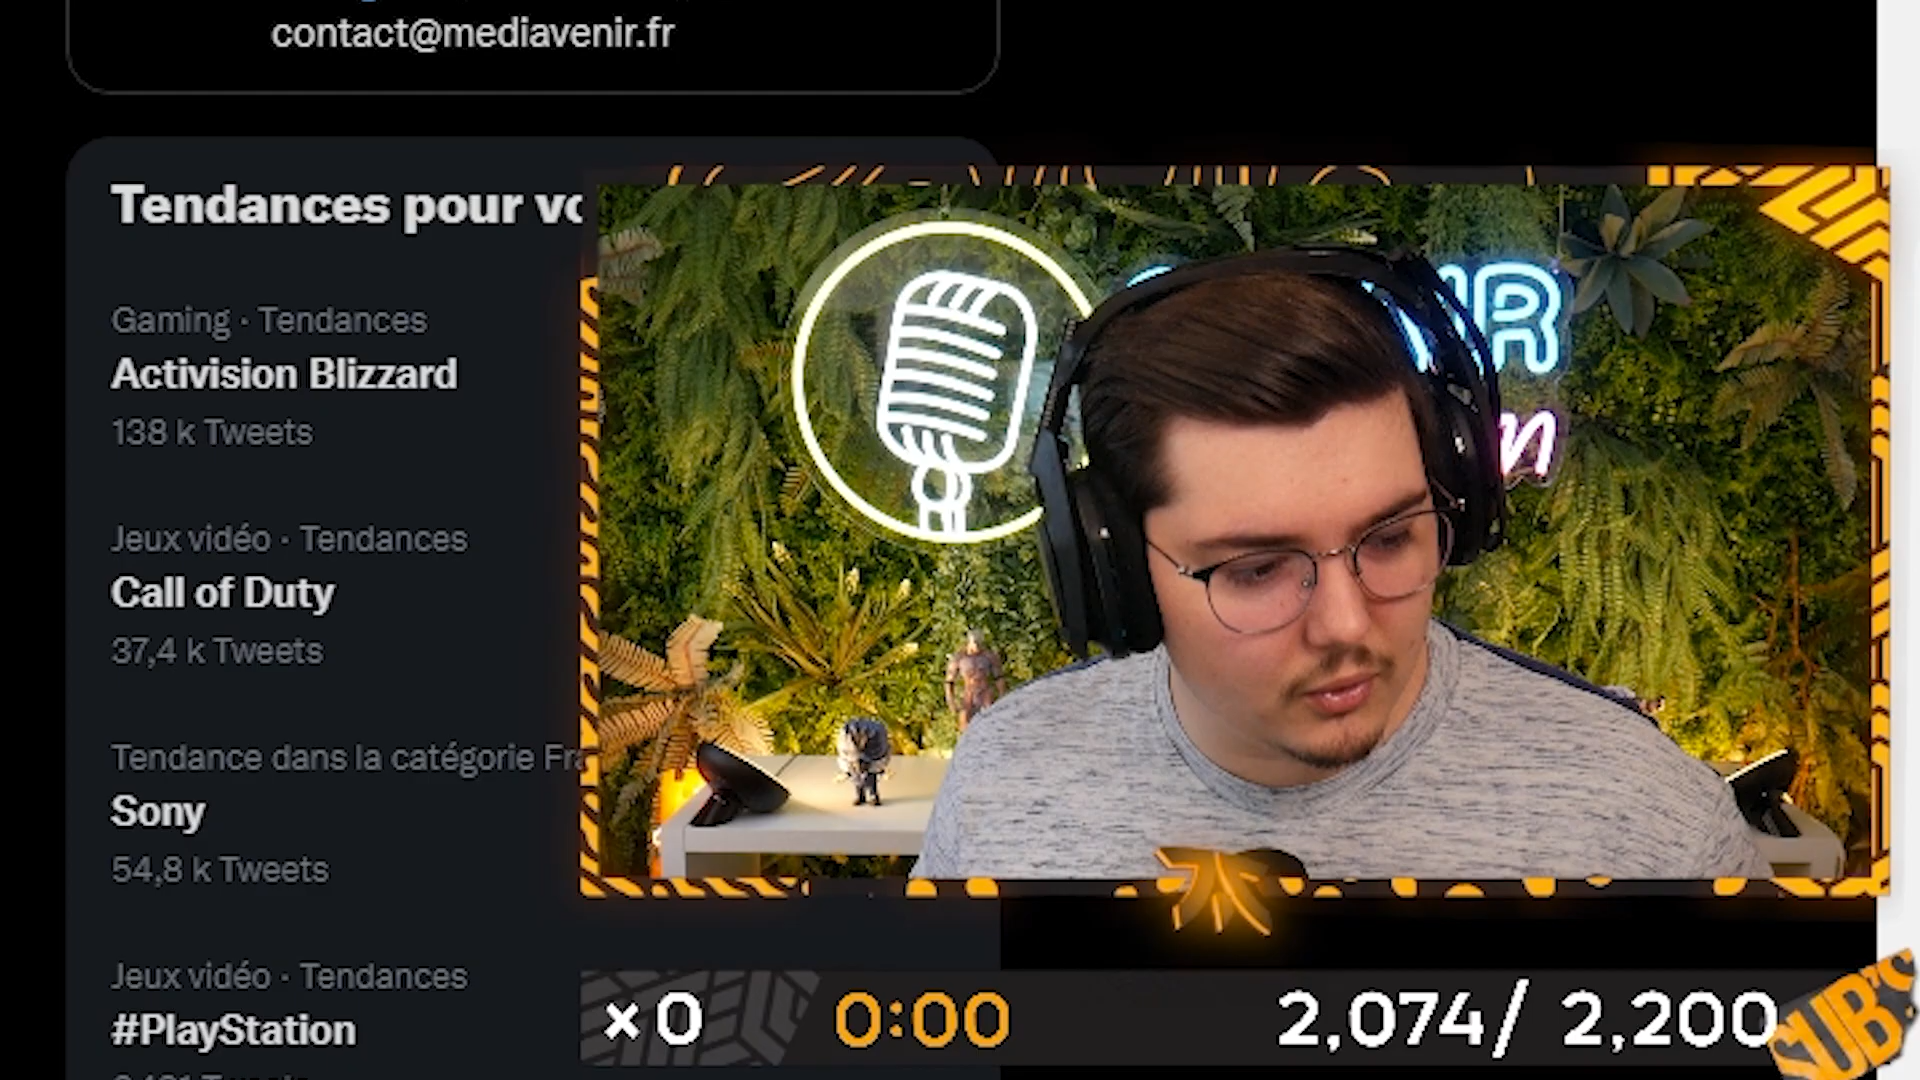 contact@mediavenir.fr
Tendances pour
Gaming · Tendances
Activision Blizzard
138 k Tweets
Jeux vidéo · Tendances
Call of Duty
37,4 k Tweets
Tendance dans la catégorie
Sony
54,8 k Tweets
Jeux vidéo · Tendances
#PlayStation
×0 0:00 2,074/ 2,200
SUB'S